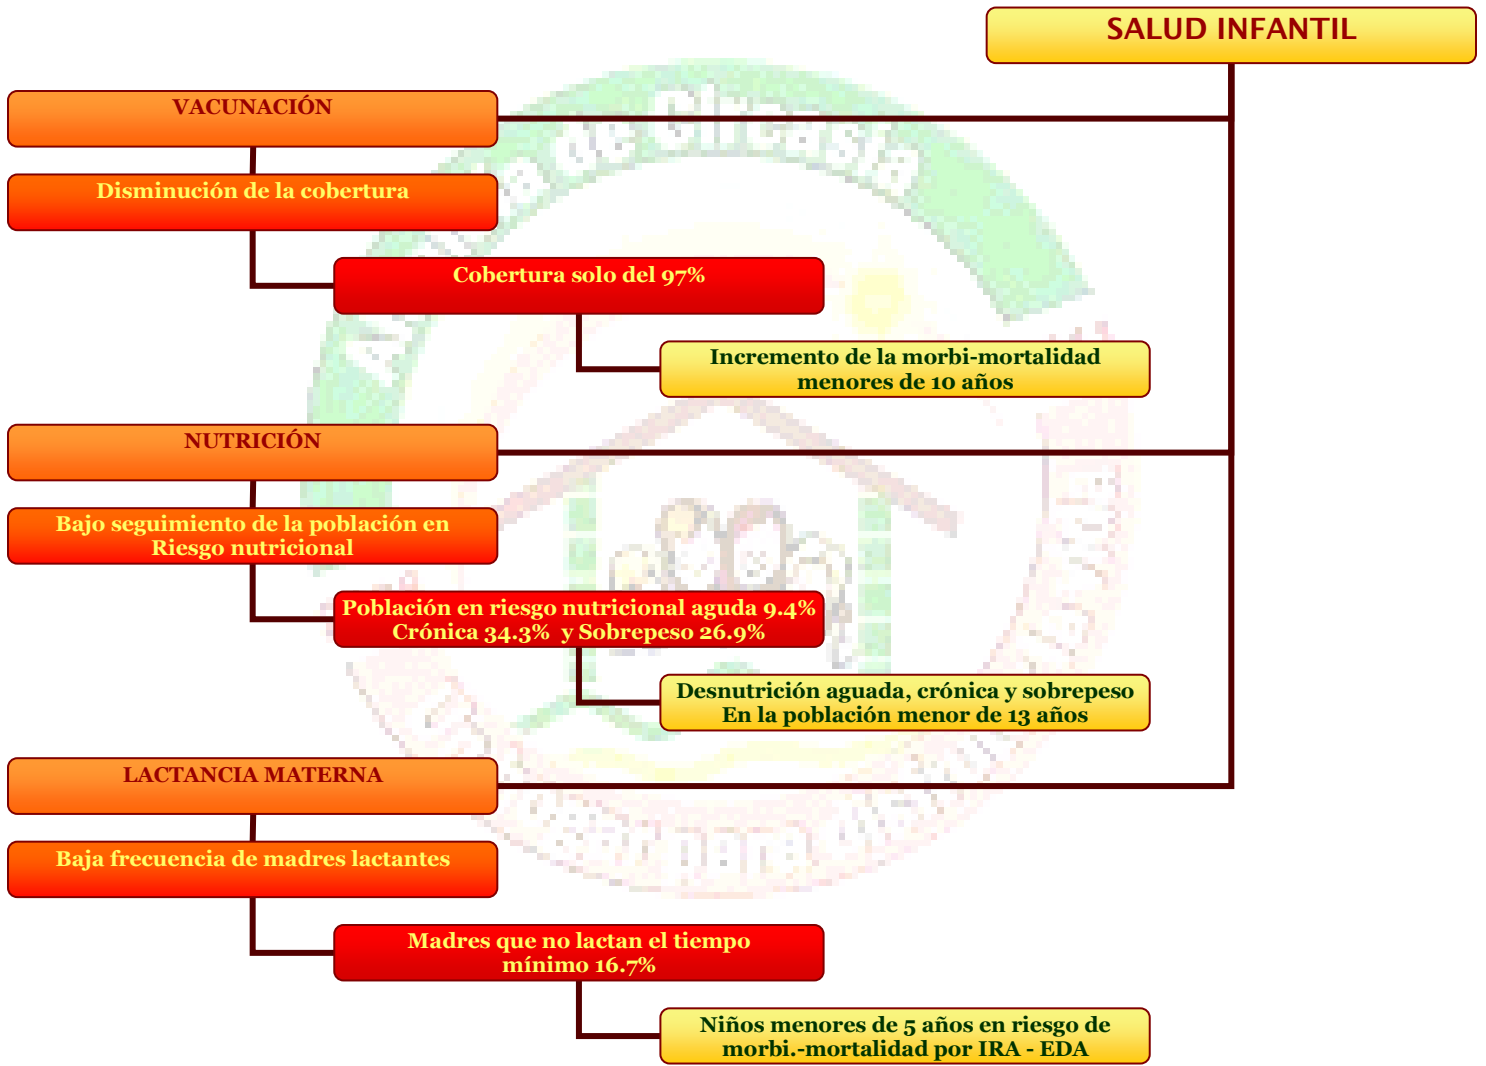 SALUD INFANTIL
VACUNACIÓN
Disminución de la cobertura
Cobertura solo del 97%
Incremento de la morbi-mortalidad
menores de 10 años
NUTRICIÓN
Bajo seguimiento de la población en
Riesgo nutricional
Población en riesgo nutricional aguda 9.4%
Crónica 34.3% y Sobrepeso 26.9%
Desnutrición aguada, crónica y sobrepeso
En la población menor de 13 años
LACTANCIA MATERNA
Baja frecuencia de madres lactantes
Madres que no lactan el tiempo
mínimo 16.7%
Niños menores de 5 años en riesgo de
morbi.-mortalidad por IRA - EDA
de Circasia
para